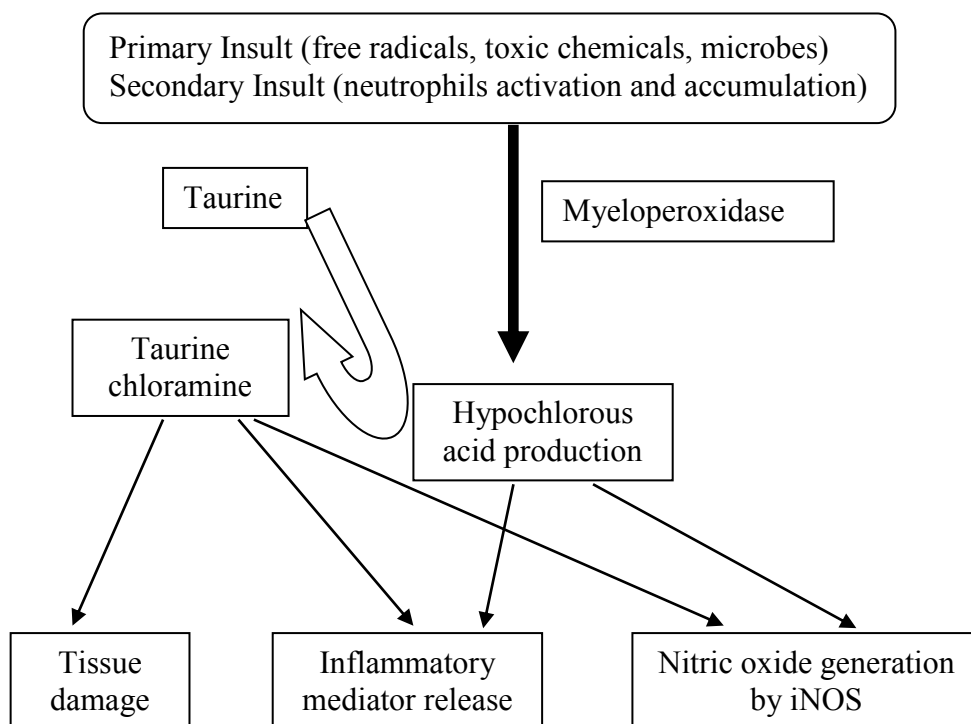 Primary Insult (free radicals, toxic chemicals, microbes)
Secondary Insult (neutrophils activation and accumulation)
Taurine
Myeloperoxidase
Taurine
chloramine
Hypochlorous
acid production
Tissue
damage
Inflammatory
mediator release
Nitric oxide generation
by iNOS